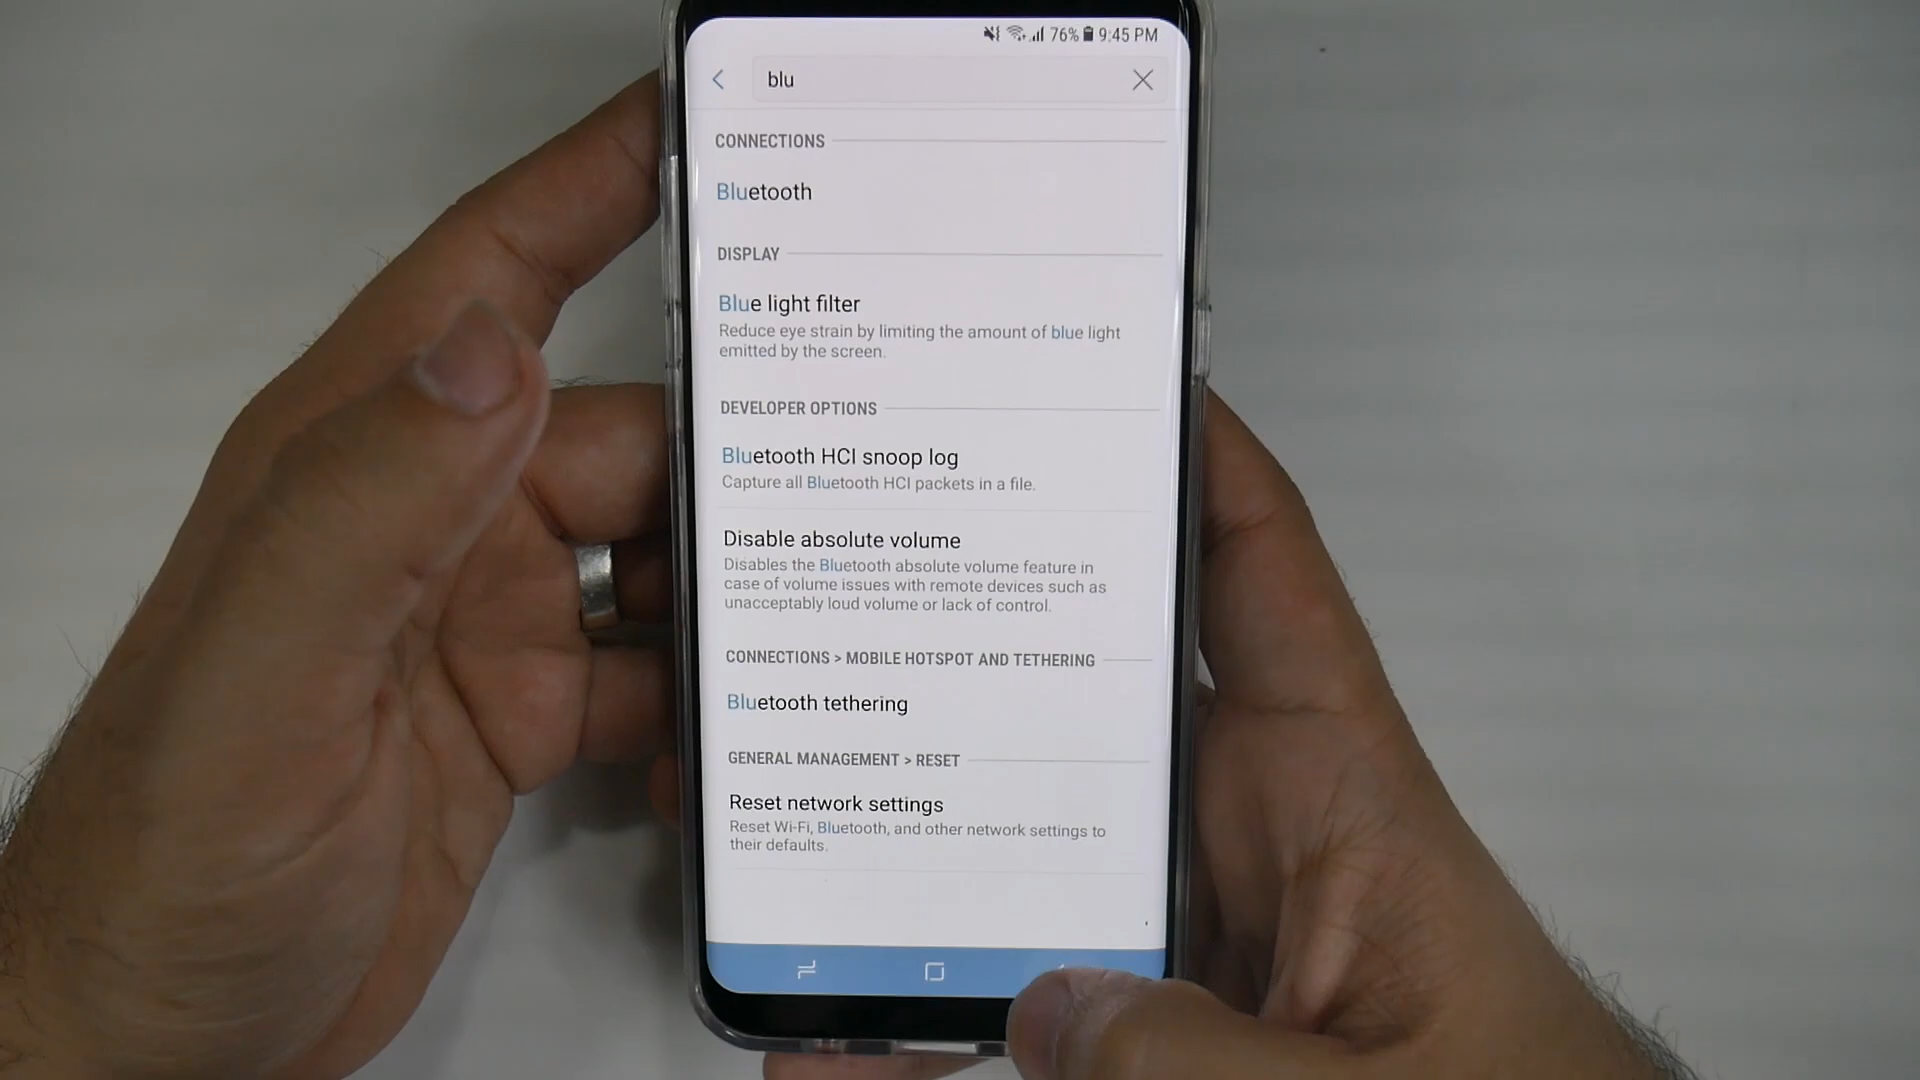 76% 9:45 PM
blu
CONNECTIONS
Bluetooth
DISPLAY
Blue light filter
Reduce eye strain by limiting the amount of blue light
emitted by the screen.
DEVELOPER OPTIONS
Bluetooth HCI snoop log
Capture all Bluetooth HCI packets in a file.
Disable absolute volume
Disables the Bluetooth absolute volume feature in
case of volume issues with remote devices such as
unacceptably loud volume or lack of control.
CONNECTIONS > MOBILE HOTSPOT AND TETHERING
Bluetooth tethering
GENERAL MANAGEMENT > RESET
Reset network settings
Reset Wi-Fi, Bluetooth, and other network settings to
their defaults.